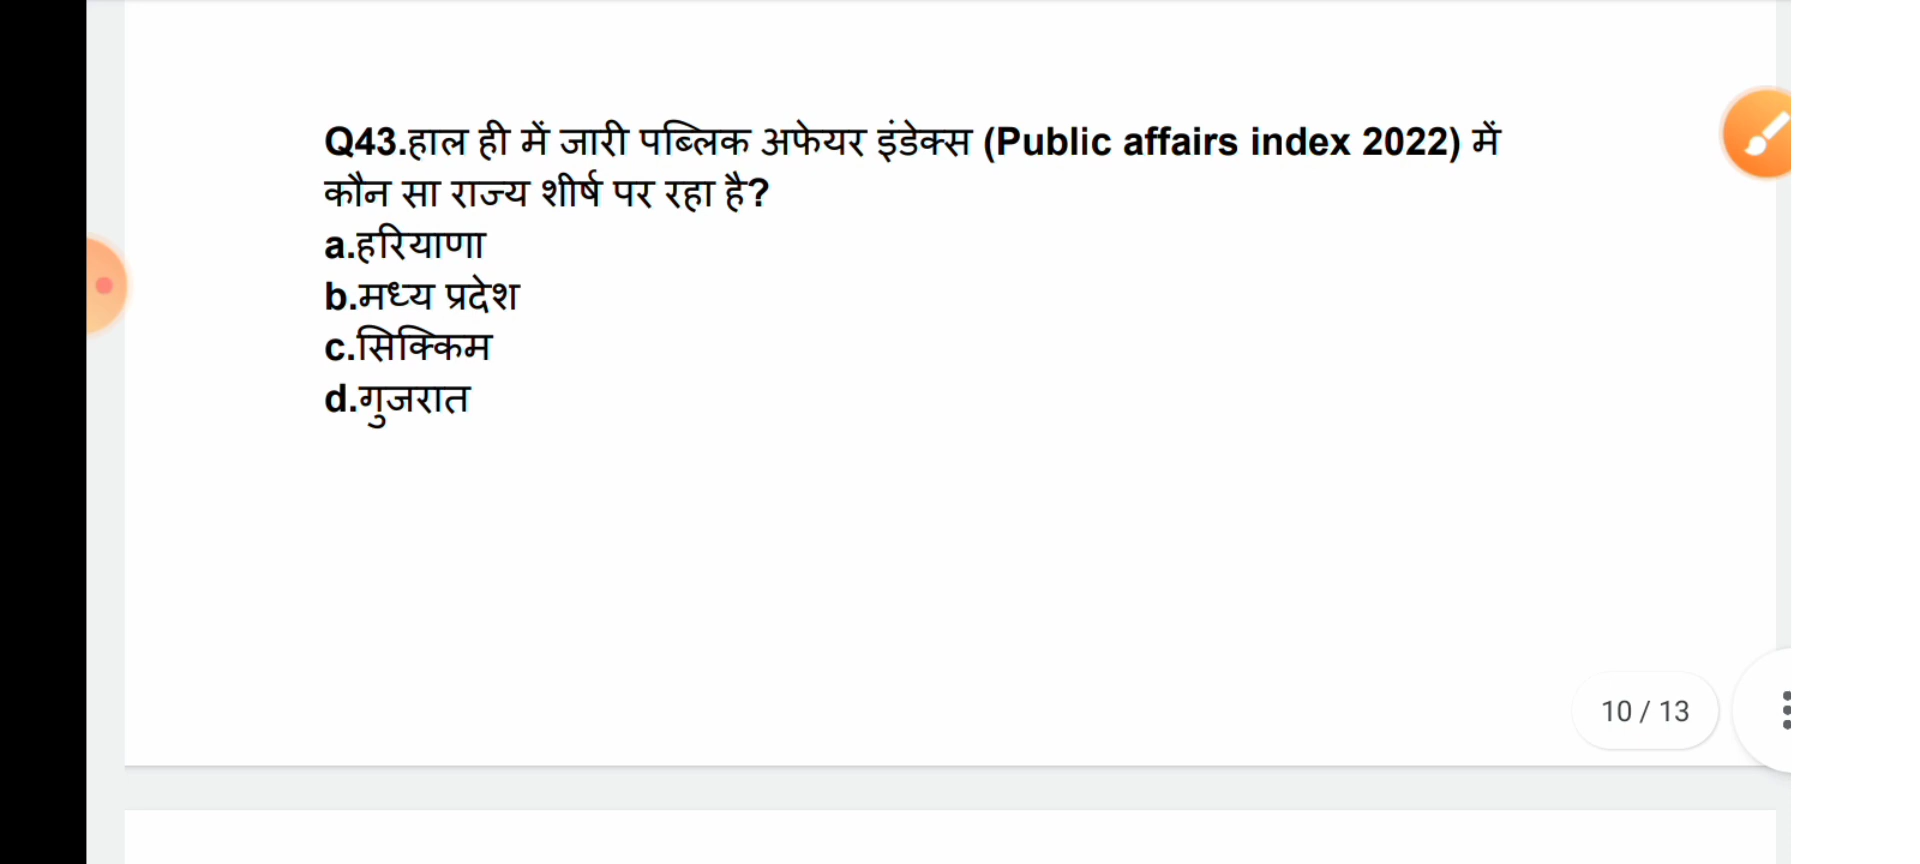 Q43.हाल ही में जारी पब्लिक अफेयर इंडेक्स (Public affairs index 2022) में
कौन सा राज्य शीर्ष पर रहा है?
a.हरियाणा
b.मध्य प्रदेश
c.सिक्किम
d.गुजरात
10 / 13